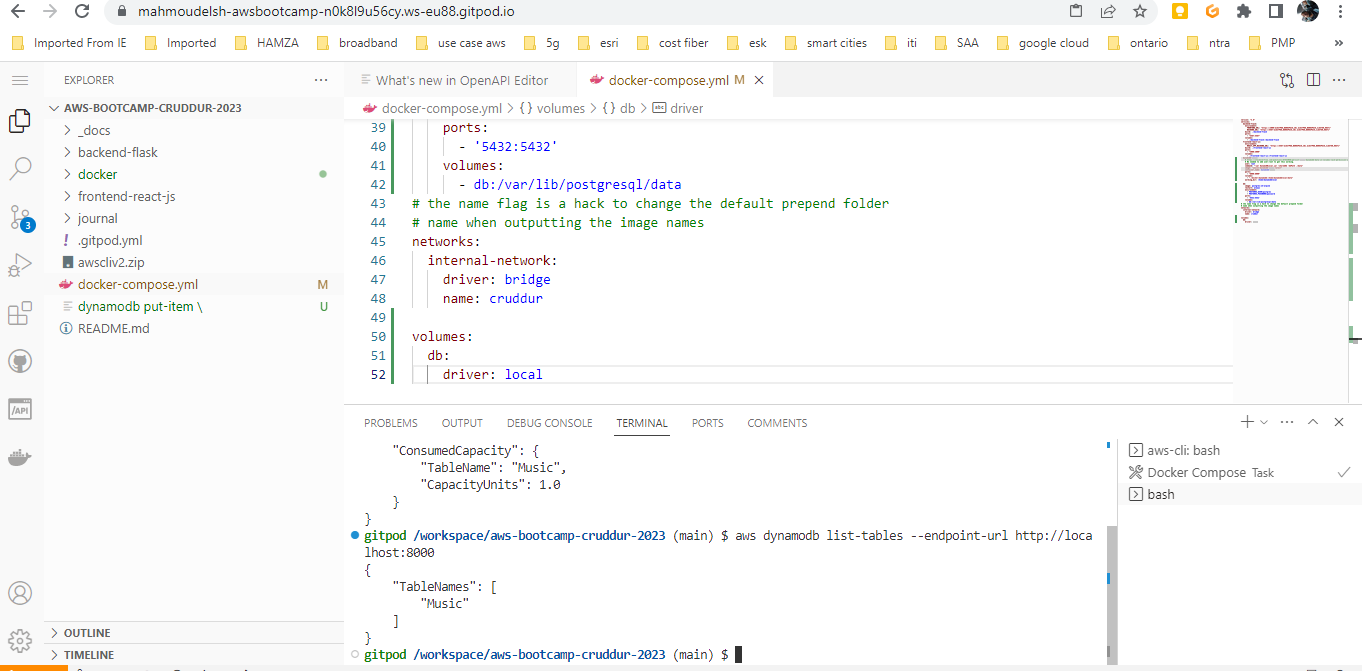 mahmoudelsh-awsbootcamp-n0k8l9u56cy.ws-eu88.gitpod.io
Imported From IE Imported HAMZA broadband use case aws 5g esri cost fiber esk smart cities iti SAA google cloud ontario ntra PMP »
EXPLORER ···
What's new in OpenAPI Editor docker-compose.yml M
AWS-BOOTCAMP-CRUDDUR-2023
docker-compose.yml > {} volumes > {} db > abc driver
_docs
backend-flask
docker
frontend-react-js
journal
! .gitpod.yml
awscliv2.zip
docker-compose.yml M
dynamodb put-item \ U
README.md
3
/API
39 ports:
40 - '5432:5432'
41 volumes:
42 - db:/var/lib/postgresql/data
43 # the name flag is a hack to change the default prepend folder
44 # name when outputting the image names
45 networks:
46 internal-network:
47 driver: bridge
48 name: cruddur
49
50 volumes:
51 db:
52 driver: local
PROBLEMS OUTPUT DEBUG CONSOLE TERMINAL PORTS COMMENTS
"ConsumedCapacity": {
"TableName": "Music",
"CapacityUnits": 1.0
}
}
gitpod /workspace/aws-bootcamp-cruddur-2023 (main) $ aws dynamodb list-tables --endpoint-url http://loca
lhost:8000
{
"TableNames": [
"Music"
]
}
gitpod /workspace/aws-bootcamp-cruddur-2023 (main) $
aws-cli: bash
Docker Compose Task
bash
OUTLINE
TIMELINE